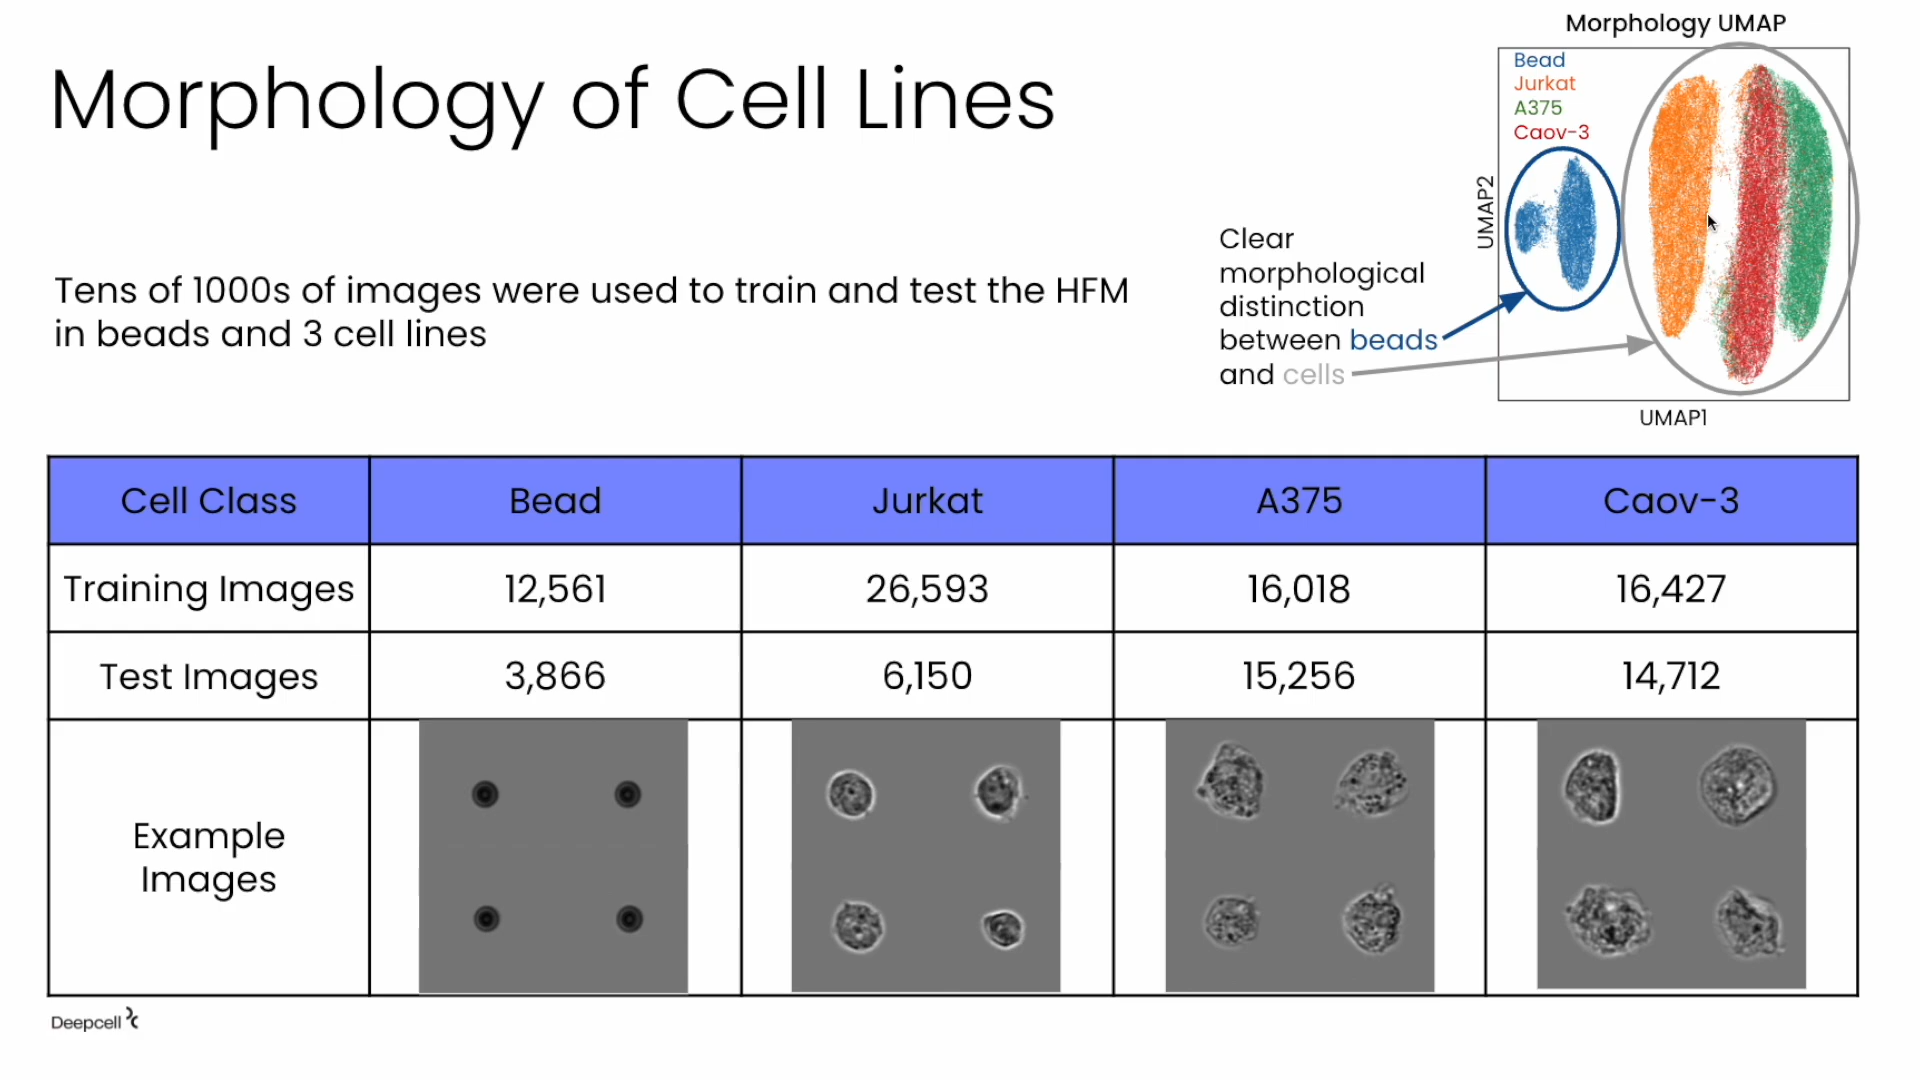 Morphology of Cell Lines
Tens of 1000s of images were used to train and test the HFM
in beads and 3 cell lines
Clear
morphological
distinction
between beads
and cells
Morphology UMAP
Bead
Jurkat
A375
Caov-3
UMAP2
UMAP1
Cell Class Bead Jurkat A375 Caov-3
Training Images 12,561 26,593 16,018 16,427
Test Images 3,866 6,150 15,256 14,712
Example
Images
Deepcell